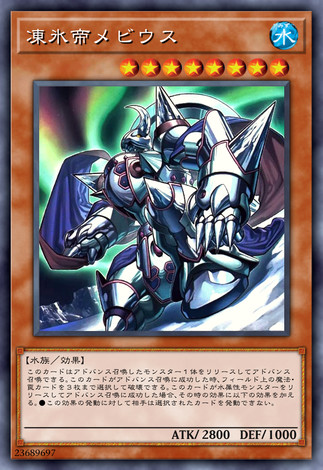 凍氷帝メビウス
水
【水族／効果】
このカードはアドバンス召喚したモンスター１体をリリースしてアドバンス
召喚できる。このカードがアドバンス召喚に成功した時、フィールド上の魔法・
罠カードを３枚まで選択して破壊できる。このカードが水属性モンスターをリ
リースしてアドバンス召喚に成功した場合、その時の効果に以下の効果を加え
る。●この効果の発動に対して相手は選択されたカードを発動できない。
ATK/ 2800 DEF/1000
23689697